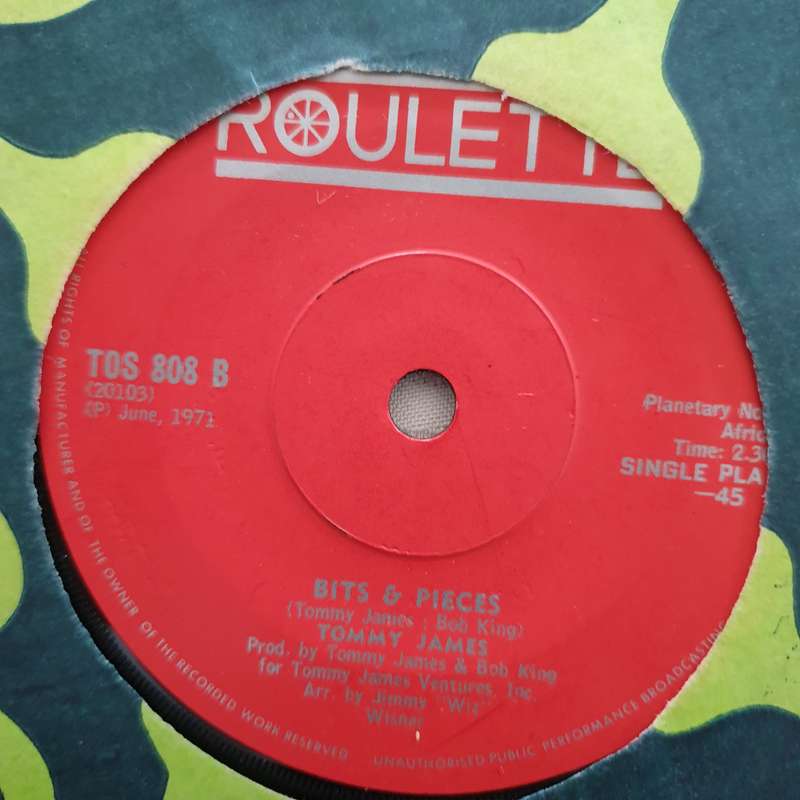 ROULETTE
TOS 808 B
(20103)
(P) June, 1971
Planetary No
Afric
Time: 2.3
SINGLE PLA
—45
BITS & PIECES
(Tommy James : Bob King)
TOMMY JAMES
Prod. by Tommy James & Bob King
for Tommy James Ventures, Inc.
Arr. by Jimmy "Wiz"
Wisner
ALL RIGHTS OF MANUFACTURER AND OF THE OWNER OF THE RECORDED WORK RESERVED
UNAUTHORISED PUBLIC PERFORMANCE BROADCASTING